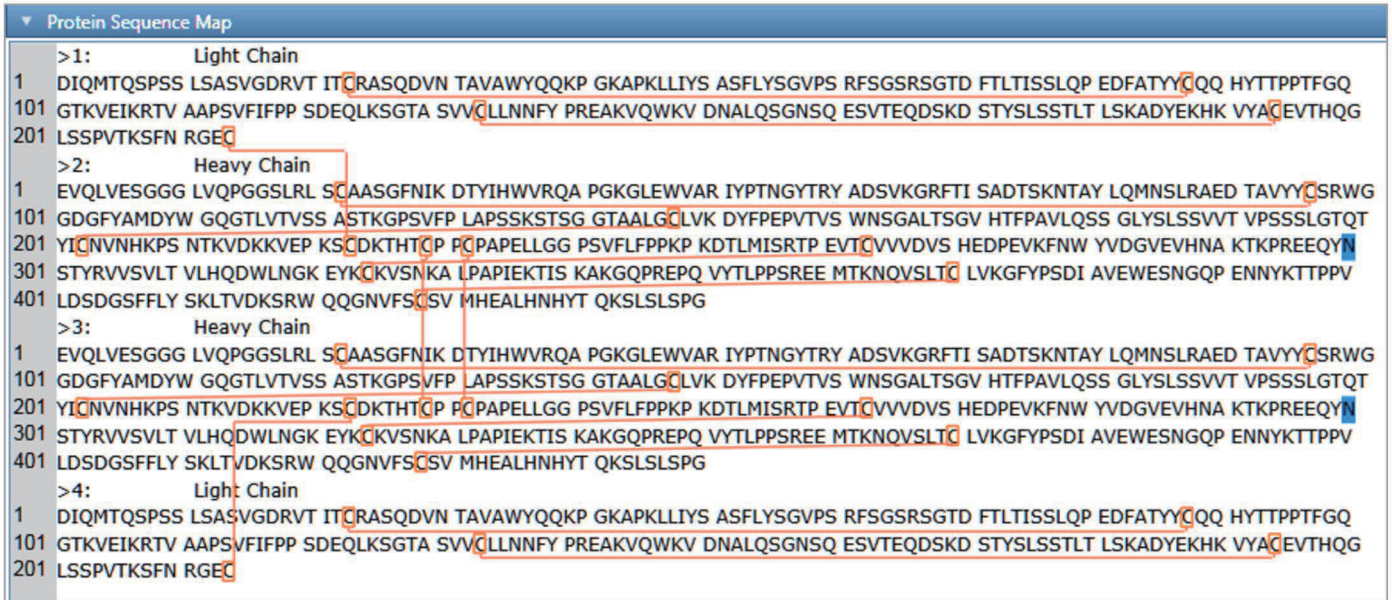 Protein Sequence Map
>1: Light Chain
1 DIQMTQSPSS LSASVGDRVT ITCRASQDVN TAVAWYQQKP GKAPKLLIYS ASFLYSGVPS RFSGSRSGTD FTLTISSLQP EDFATYYCQQ HYTTPPTFGQ
101 GTKVEIKRTV AAPSVFIFPP SDEQLKSGTA SVVCLLNNFY PREAKVQWKV DNALQSGNSQ ESVTEQDSKD STYSLSSTLT LSKADYEKHK VYACEVTHQG
201 LSSPVTKSFN RGEC
>2: Heavy Chain
1 EVQLVESGGG LVQPGGSLRL SCAASGFNIK DTYIHWVRQA PGKGLEWVAR IYPTNGYTRY ADSVKGRFTI SADTSKNTAY LQMNSLRAED TAVYYCSRWG
101 GDGFYAMDYW GQGTLVTVSS ASTKGPSVFP LAPSSKSTSG GTAALGCLVK DYFPEPVTVS WNSGALTSGV HTFPAVLQSS GLYSLSSVVT VPSSSLGTQT
201 YICNVNHKPS NTKVDKKVEP KSCDKTHTCP PCPAPELLGG PSVFLFPPKP KDTLMISRTP EVTCVVVDVS HEDPEVKFNW YVDGVEVHNA KTKPREEQYN
301 STYRVVSVLT VLHQDWLNGK EYKCKVSNKA LPAPIEKTIS KAKGQPREPQ VYTLPPSREE MTKNQVSLTC LVKGFYPSDI AVEWESNGQP ENNYKTTPPV
401 LDSDGSFFLY SKLTVDKSRW QQGNVFSCSV MHEALHNHYT QKSLSLSPG
>3: Heavy Chain
1 EVQLVESGGG LVQPGGSLRL SCAASGFNIK DTYIHWVRQA PGKGLEWVAR IYPTNGYTRY ADSVKGRFTI SADTSKNTAY LQMNSLRAED TAVYYCSRWG
101 GDGFYAMDYW GQGTLVTVSS ASTKGPSVFP LAPSSKSTSG GTAALGCLVK DYFPEPVTVS WNSGALTSGV HTFPAVLQSS GLYSLSSVVT VPSSSLGTQT
201 YICNVNHKPS NTKVDKKVEP KSCDKTHTCP PCPAPELLGG PSVFLFPPKP KDTLMISRTP EVTCVVVDVS HEDPEVKFNW YVDGVEVHNA KTKPREEQYN
301 STYRVVSVLT VLHQDWLNGK EYKCKVSNKA LPAPIEKTIS KAKGQPREPQ VYTLPPSREE MTKNQVSLTC LVKGFYPSDI AVEWESNGQP ENNYKTTPPV
401 LDSDGSFFLY SKLTVDKSRW QQGNVFSCSV MHEALHNHYT QKSLSLSPG
>4: Light Chain
1 DIQMTQSPSS LSASVGDRVT ITCRASQDVN TAVAWYQQKP GKAPKLLIYS ASFLYSGVPS RFSGSRSGTD FTLTISSLQP EDFATYYCQQ HYTTPPTFGQ
101 GTKVEIKRTV AAPSVFIFPP SDEQLKSGTA SVVCLLNNFY PREAKVQWKV DNALQSGNSQ ESVTEQDSKD STYSLSSTLT LSKADYEKHK VYACEVTHQG
201 LSSPVTKSFN RGEC